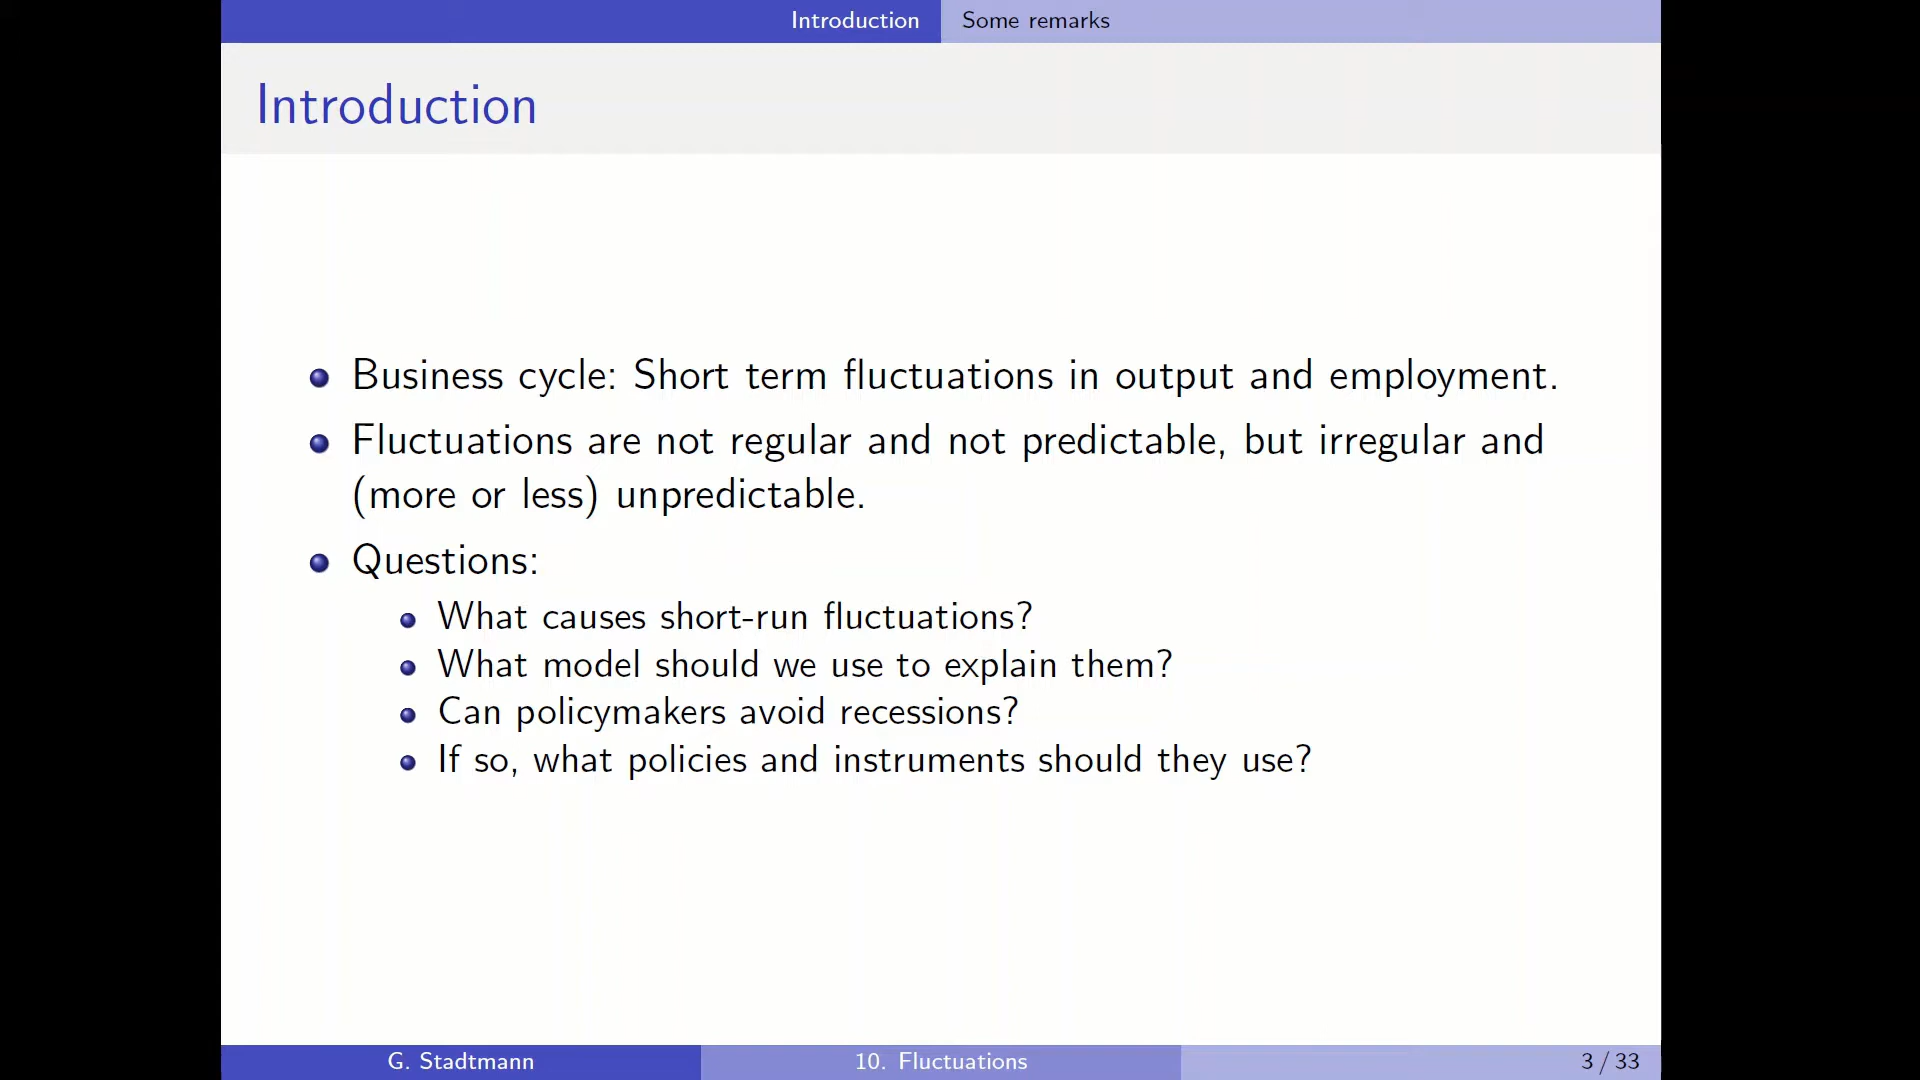 Introduction Some remarks
Introduction
Business cycle: Short term fluctuations in output and employment.
Fluctuations are not regular and not predictable, but irregular and
(more or less) unpredictable.
Questions:
What causes short-run fluctuations?
What model should we use to explain them?
Can policymakers avoid recessions?
If so, what policies and instruments should they use?
G. Stadtmann 10. Fluctuations 3 / 33